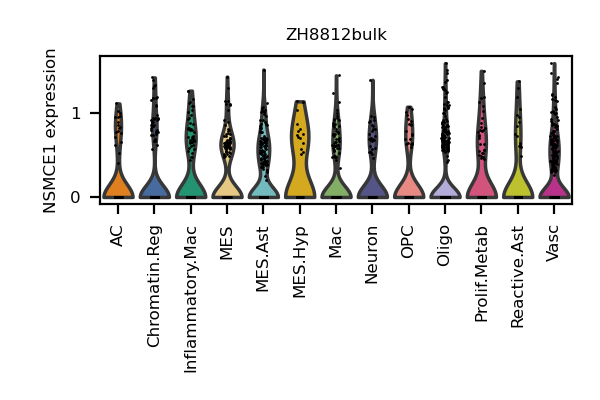 ZH8812bulk
NSMCE1 expression
1
0
AC
Chromatin.Reg
Inflammatory.Mac
MES
MES.Ast
MES.Hyp
Mac
Neuron
OPC
Oligo
Prolif.Metab
Reactive.Ast
Vasc